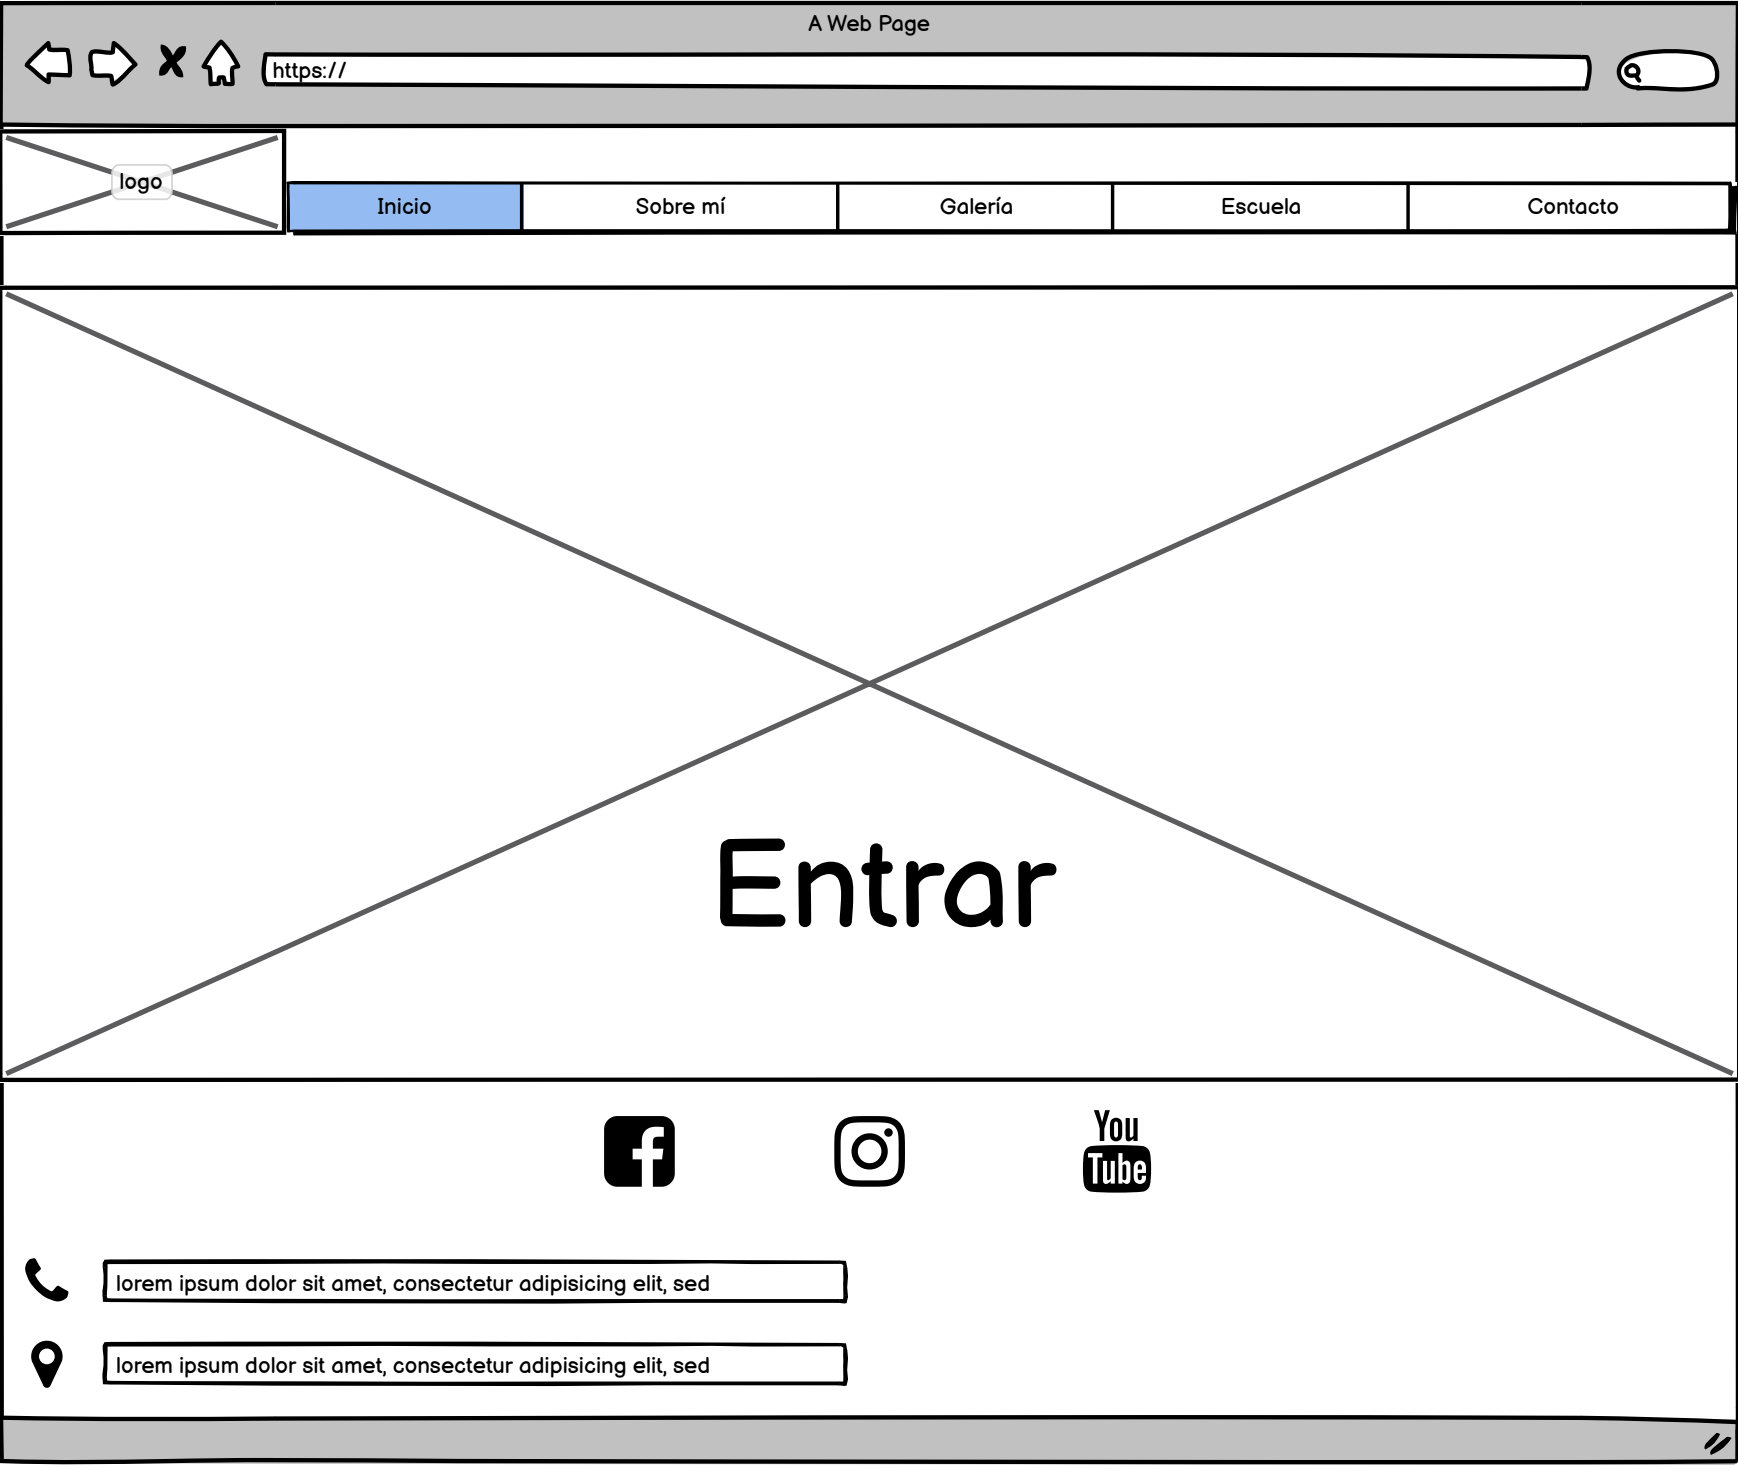 A Web Page
https://
logo
Inicio Sobre mí Galería Escuela Contacto
Entrar
You
Tube
lorem ipsum dolor sit amet, consectetur adipisicing elit, sed
lorem ipsum dolor sit amet, consectetur adipisicing elit, sed